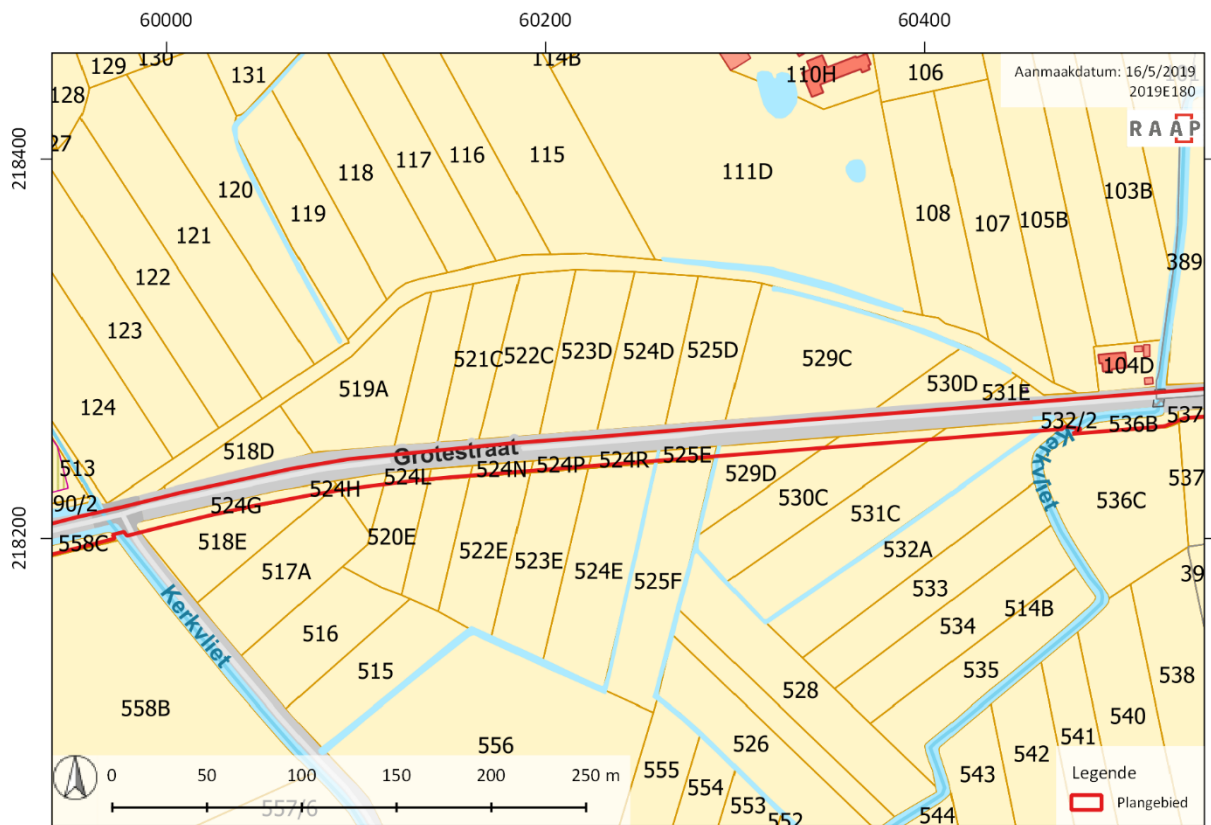 60000 60200 60400
129 130 131 114B 110H 106 Aanmaakdatum: 16/5/2019
2019E180
128
RAAP
27
218400
120 118 117 116 115 111D 103B
119 108 107 105B
121
122 389
123
521C 522C 523D 524D 525D 529C
104D
519A 530D 531E
124
532/2 536B 537
518D Grotestraat
513 524L 524N 524P 524R 525E 529D Kerkvliet 537
90/2 524G 524H 530C 536C
531C
218200
558C 518E 520E 522E 523E 524E 525F 532A
517A 533 39
Kerkvliet 516 514B
534
515 535
528 538
558B 540
556 526 541
542
555 543
554
553
552 544
0 50 100 150 200 250 m
557/6
Legende
Plangebied